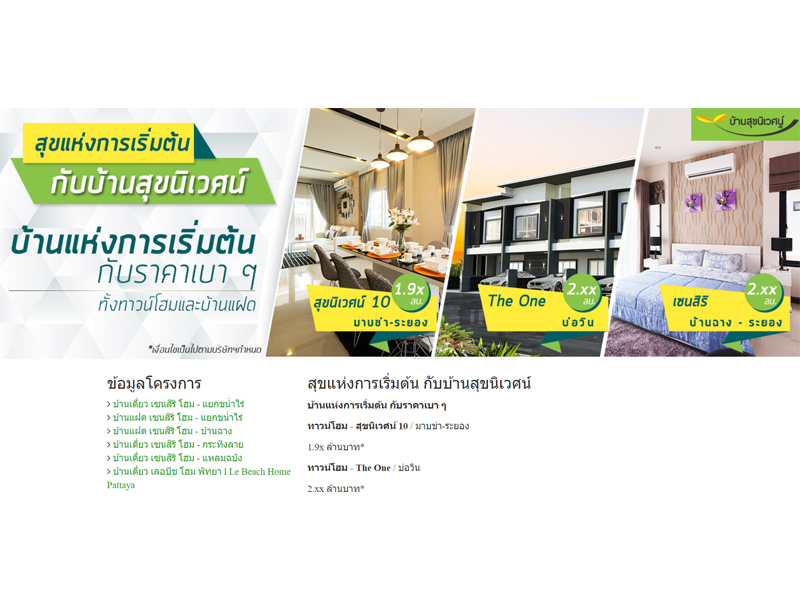 สุขแห่งการเริ่มต้น
กับบ้านสุขนิเวศน์
บ้านแห่งการเริ่มต้น
กับราคาเบา ๆ
ทั้งทาวน์โฮมและบ้านแฝด
*เงื่อนไขเป็นไปตามบริษัทฯกำหนด
สุขนิเวศน์ 10
1.9x
ลบ.
มาบข่า-ระยอง
The One
2.xx
ลบ.
บ่อวิน
บ้านสุขนิเวศน์
เซนสิริ
2.xx
ลบ.
บ้านฉาง - ระยอง
ข้อมูลโครงการ
> บ้านเดี่ยว เซนสิริ โฮม - แยกขน้ำไร่
> บ้านแฝด เซนสิริ โฮม - แยกขน้ำไร่
> บ้านแฝด เซนสิริ โฮม - บ้านฉาง
> บ้านเดี่ยว เซนสิริ โฮม - กระทิงลาย
> บ้านเดี่ยว เซนสิริ โฮม - แหลมฉบัง
> บ้านเดี่ยว เลอบีช โฮม พัทยา l Le Beach Home
Pattaya
สุขแห่งการเริ่มต้น กับบ้านสุขนิเวศน์
บ้านแห่งการเริ่มต้น กับราคาเบา ๆ
ทาวน์โฮม - สุขนิเวศน์ 10 / มาบข่า-ระยอง
1.9x ล้านบาท*
ทาวน์โฮม - The One / บ่อวิน
2.xx ล้านบาท*